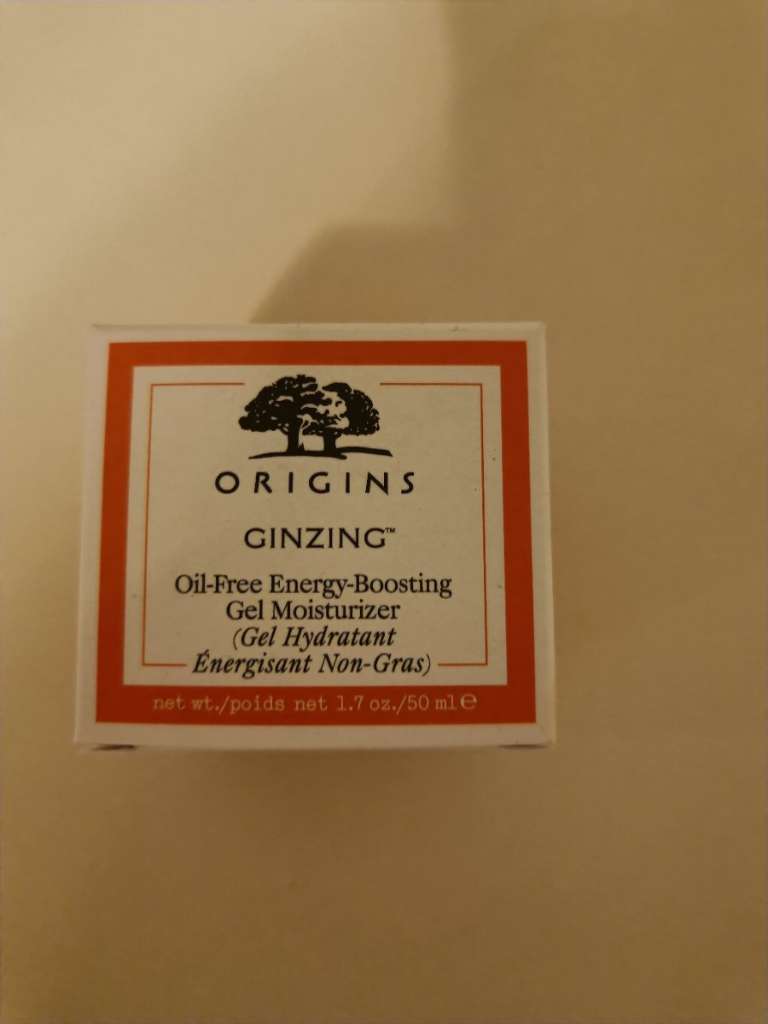 ORIGINS
GINZING™
Oil-Free Energy-Boosting
Gel Moisturizer
(Gel Hydratant
Énergisant Non-Gras)
net wt./poids net 1.7 oz./50 ml ℮